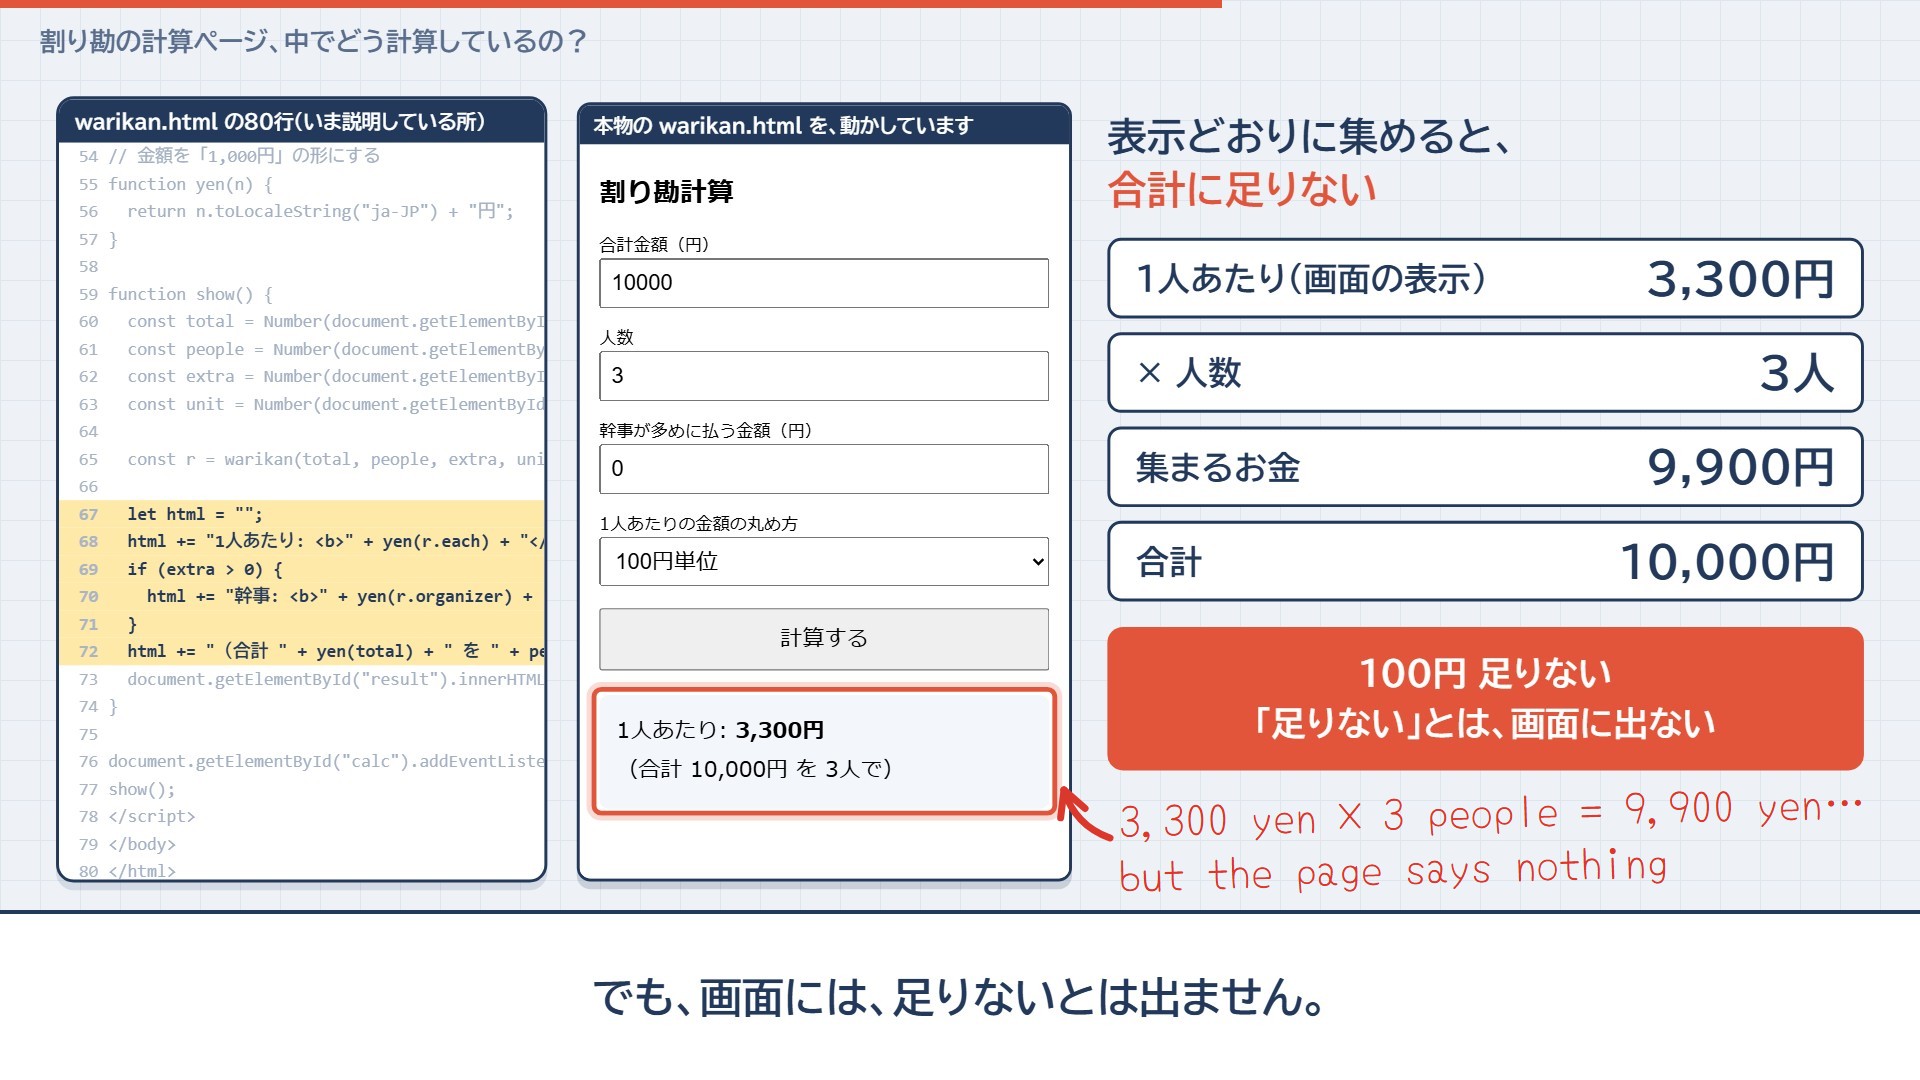 割り勘の計算ページ、中でどう計算しているの？
warikan.html の80行（いま説明している所）
54 // 金額を「1,000円」の形にする
55 function yen(n) {
56   return n.toLocaleString("ja-JP") + "円";
57 }
58
59 function show() {
60   const total = Number(document.getElementByI
61   const people = Number(document.getElementBy
62   const extra = Number(document.getElementByI
63   const unit = Number(document.getElementById
64
65   const r = warikan(total, people, extra, uni
66
67   let html = "";
68   html += "1人あたり: <b>" + yen(r.each) + "</
69   if (extra > 0) {
70     html += "幹事: <b>" + yen(r.organizer) +
71   }
72   html += "（合計 " + yen(total) + " を " + pe
73   document.getElementById("result").innerHTML
74 }
75
76 document.getElementById("calc").addEventListe
77 show();
78 </script>
79 </body>
80 </html>
本物の warikan.html を、動かしています
割り勘計算
合計金額（円）
10000
人数
3
幹事が多めに払う金額（円）
0
1人あたりの金額の丸め方
100円単位
計算する
1人あたり: 3,300円
（合計 10,000円 を 3人で）
表示どおりに集めると、
合計に足りない
1人あたり（画面の表示） 3,300円
× 人数 3人
集まるお金 9,900円
合計 10,000円
100円 足りない
「足りない」とは、画面に出ない
3,300 yen × 3 people = 9,900 yen…
but the page says nothing
でも、画面には、足りないとは出ません。